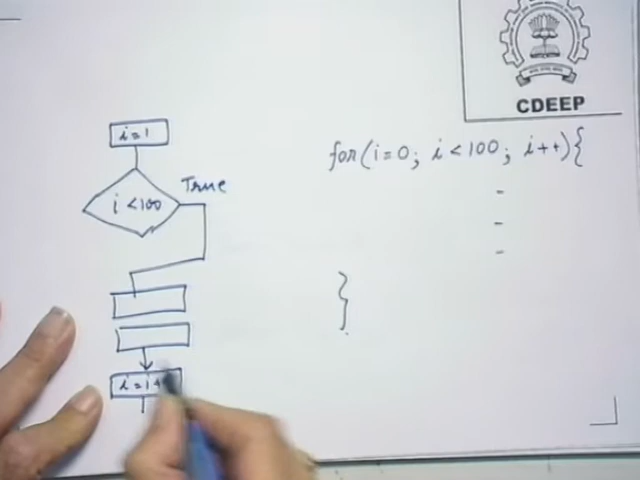 CDEEP
i=1
for(i=0; i<100; i++){
True
i<100
-
-
-
}